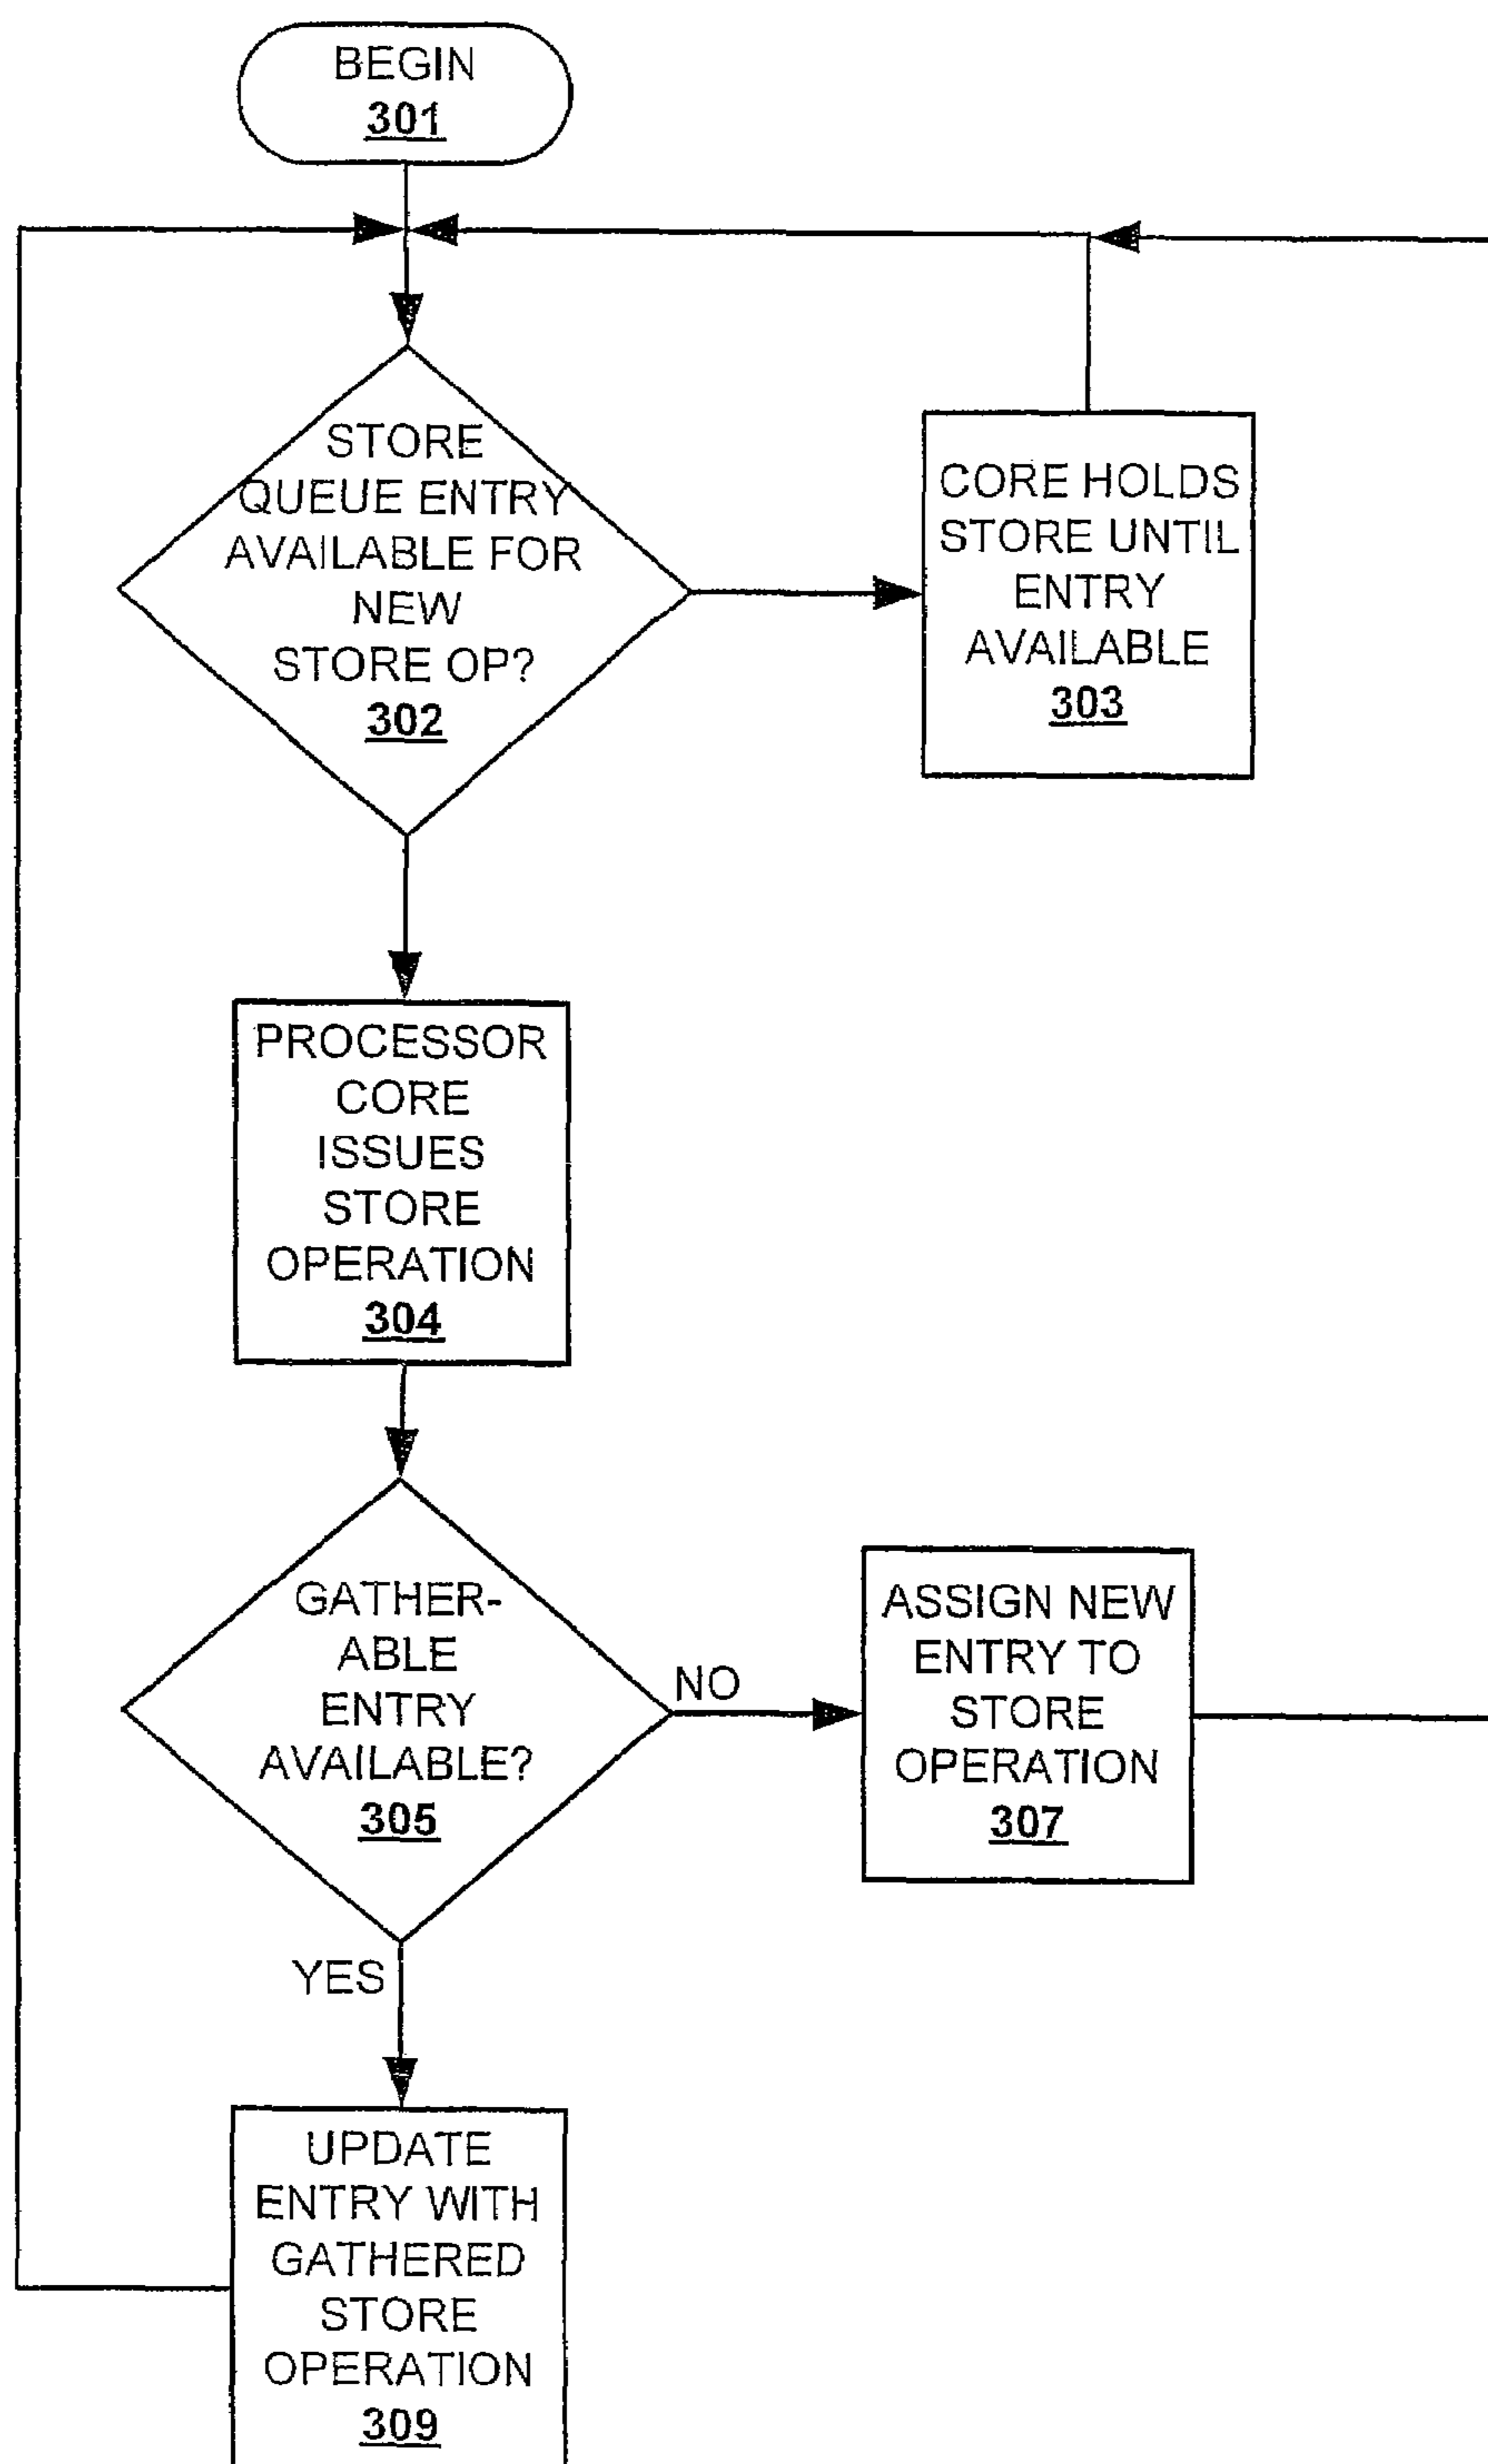 BEGIN
301
STORE
QUEUE ENTRY
AVAILABLE FOR
NEW
STORE OP?
302
CORE HOLDS
STORE UNTIL
ENTRY
AVAILABLE
303
PROCESSOR
CORE
ISSUES
STORE
OPERATION
304
GATHER-
ABLE
ENTRY
AVAILABLE?
305
NO
ASSIGN NEW
ENTRY TO
STORE
OPERATION
307
YES
UPDATE
ENTRY WITH
GATHERED
STORE
OPERATION
309